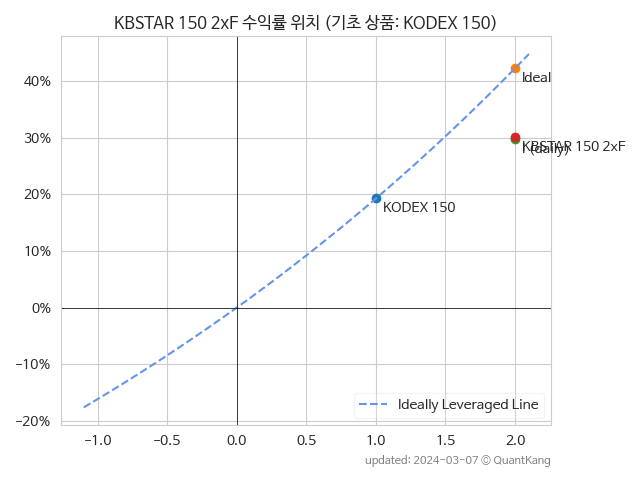 KBSTAR 150 2xF 수익률 위치 (기초 상품: KODEX 150)
40%
30%
20%
10%
0%
−10%
−20%
Ideal
KBSTAR 150 2xF
(daily)
KODEX 150
Ideally Leveraged Line
−1.0
−0.5
0.0
0.5
1.0
1.5
2.0
updated: 2024-03-07 © QuantKang